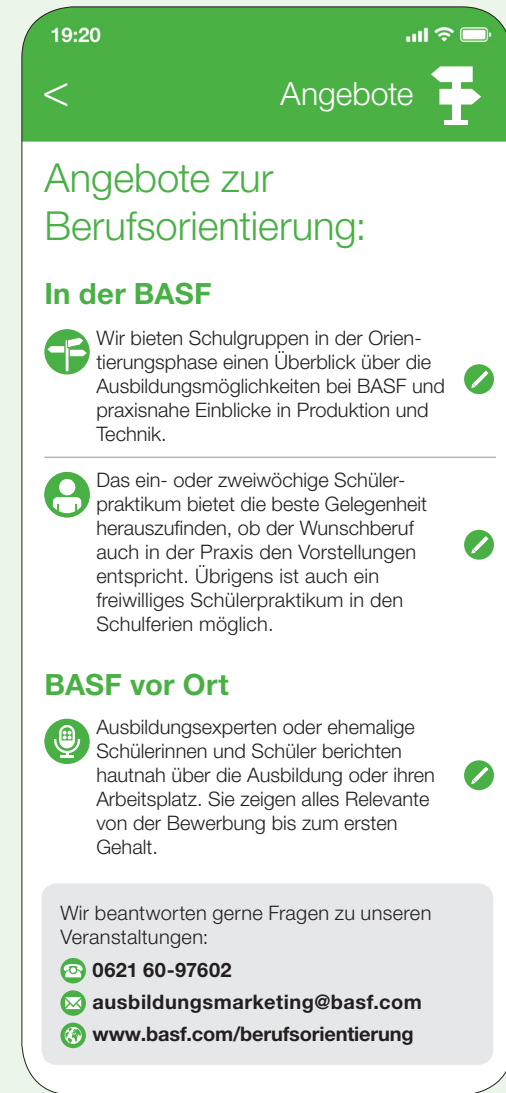 19:20
Angebote
Angebote zur
Berufsorientierung:
In der BASF
Wir bieten Schulgruppen in der Orien-
tierungsphase einen Überblick über die
Ausbildungsmöglichkeiten bei BASF und
praxisnahe Einblicke in Produktion und
Technik.
Das ein- oder zweiwöchige Schüler-
praktikum bietet die beste Gelegenheit
herauszufinden, ob der Wunschberuf
auch in der Praxis den Vorstellungen
entspricht. Übrigens ist auch ein
freiwilliges Schülerpraktikum in den
Schulferien möglich.
BASF vor Ort
Ausbildungsexperten oder ehemalige
Schülerinnen und Schüler berichten
hautnah über die Ausbildung oder ihren
Arbeitsplatz. Sie zeigen alles Relevante
von der Bewerbung bis zum ersten
Gehalt.
Wir beantworten gerne Fragen zu unseren
Veranstaltungen:
0621 60-97602
ausbildungsmarketing@basf.com
www.basf.com/berufsorientierung